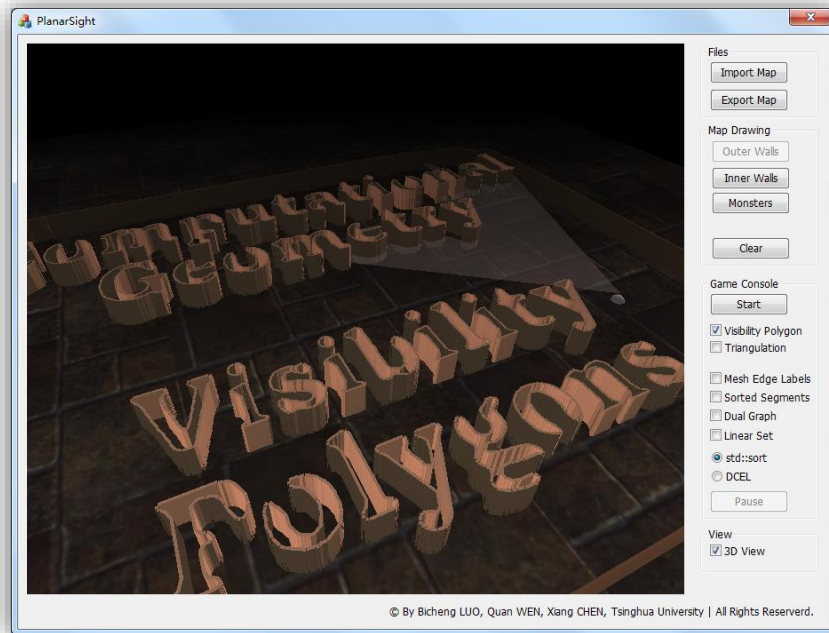 PlanarSight
Computational
Geometry
Visibility
Polygons
Files
Import Map
Export Map
Map Drawing
Outer Walls
Inner Walls
Monsters
Clear
Game Console
Start
Visibility Polygon
Triangulation
Mesh Edge Labels
Sorted Segments
Dual Graph
Linear Set
std::sort
DCEL
Pause
View
3D View
© By Bicheng LUO, Quan WEN, Xiang CHEN, Tsinghua University | All Rights Reserverd.